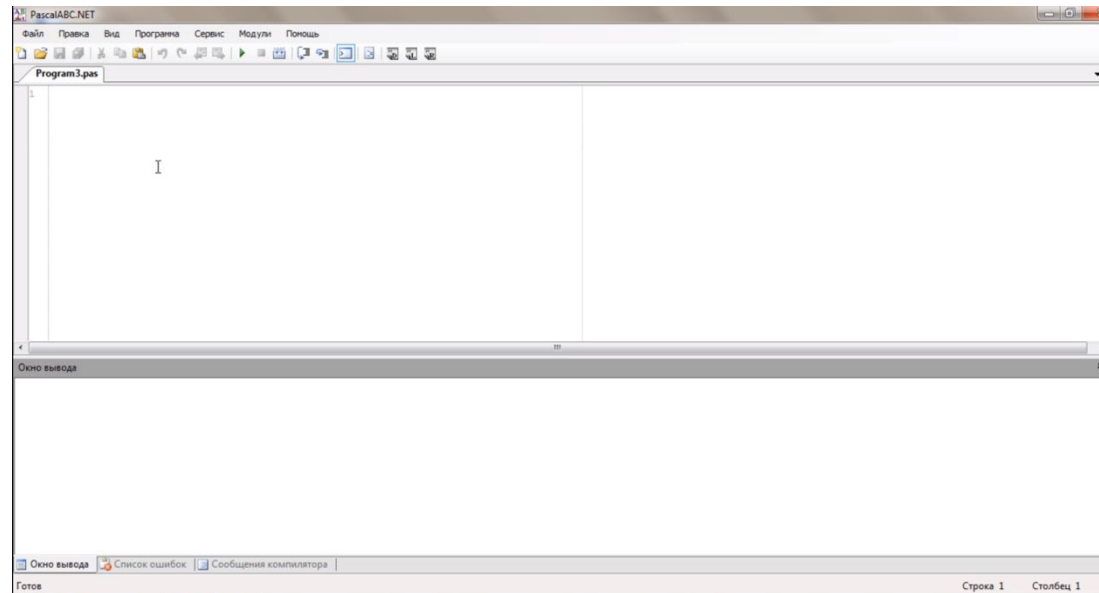 PascalABC.NET
Файл Правка Вид Программа Сервис Модули Помощь
Program3.pas
1
Окно вывода
Окно вывода Список ошибок Сообщения компилятора
Готов Строка 1 Столбец 1